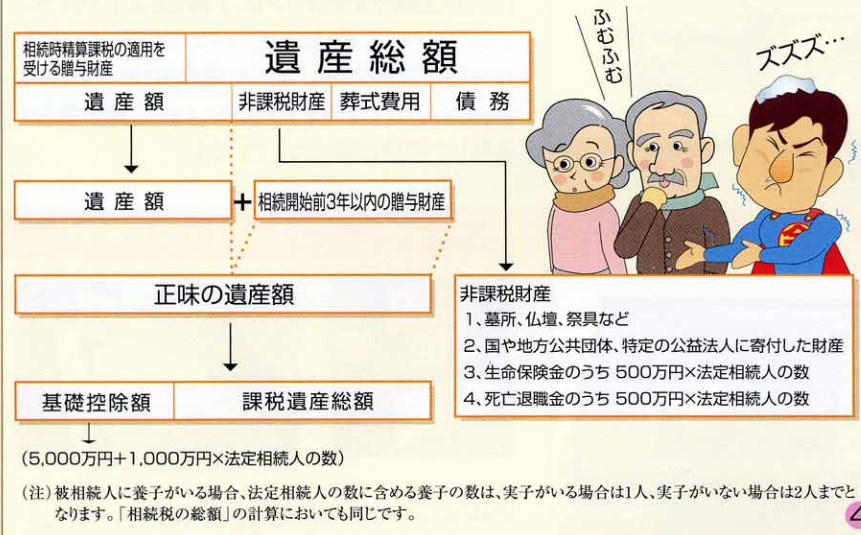 相続時精算課税の適用を
受ける贈与財産
遺産総額
遺産額 非課税財産 葬式費用 債務
遺産額 + 相続開始前3年以内の贈与財産
正味の遺産額
基礎控除額 課税遺産総額
(5,000万円+1,000万円×法定相続人の数)
ふむふむ
ズズズ…
非課税財産
1、墓所、仏壇、祭具など
2、国や地方公共団体、特定の公益法人に寄付した財産
3、生命保険金のうち 500万円×法定相続人の数
4、死亡退職金のうち 500万円×法定相続人の数
(注)被相続人に養子がいる場合、法定相続人の数に含める養子の数は、実子がいる場合は1人、実子がいない場合は2人までと
なります。「相続税の総額」の計算においても同じです。